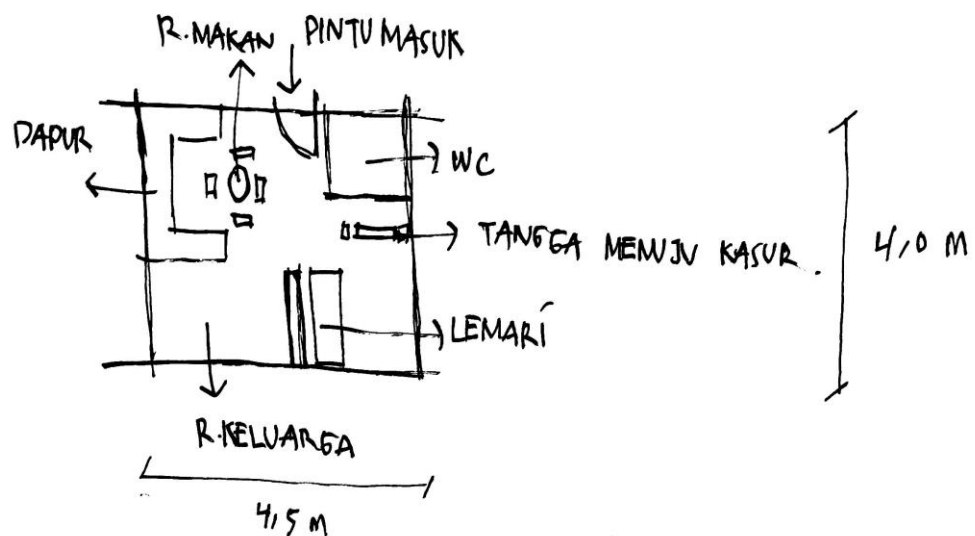 R.MAKAN
PINTU MASUK
DAPUR
WC
TANGGA MENUJU KASUR.
4,0 M
LEMARI
R.KELUARGA
4,5 M